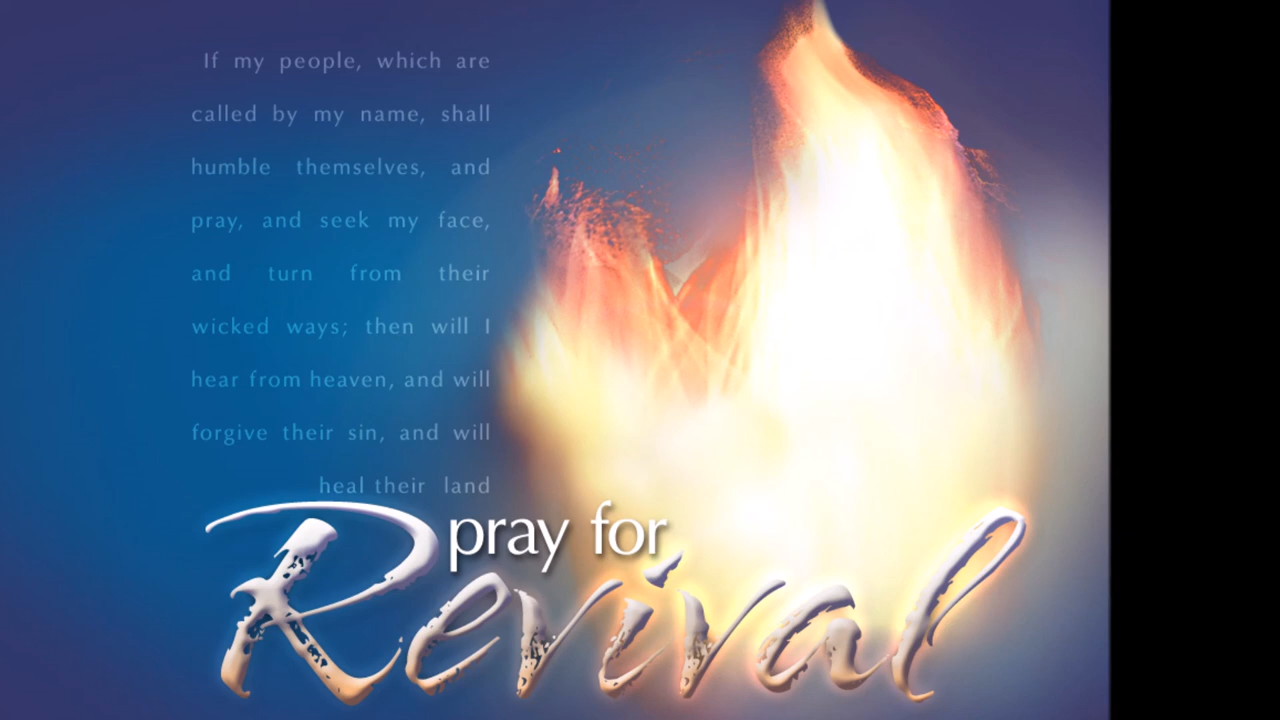 If my people, which are
called by my name, shall
humble themselves, and
pray, and seek my face,
and turn from their
wicked ways; then will I
hear from heaven, and will
forgive their sin, and will
heal their land
pray for
Revival